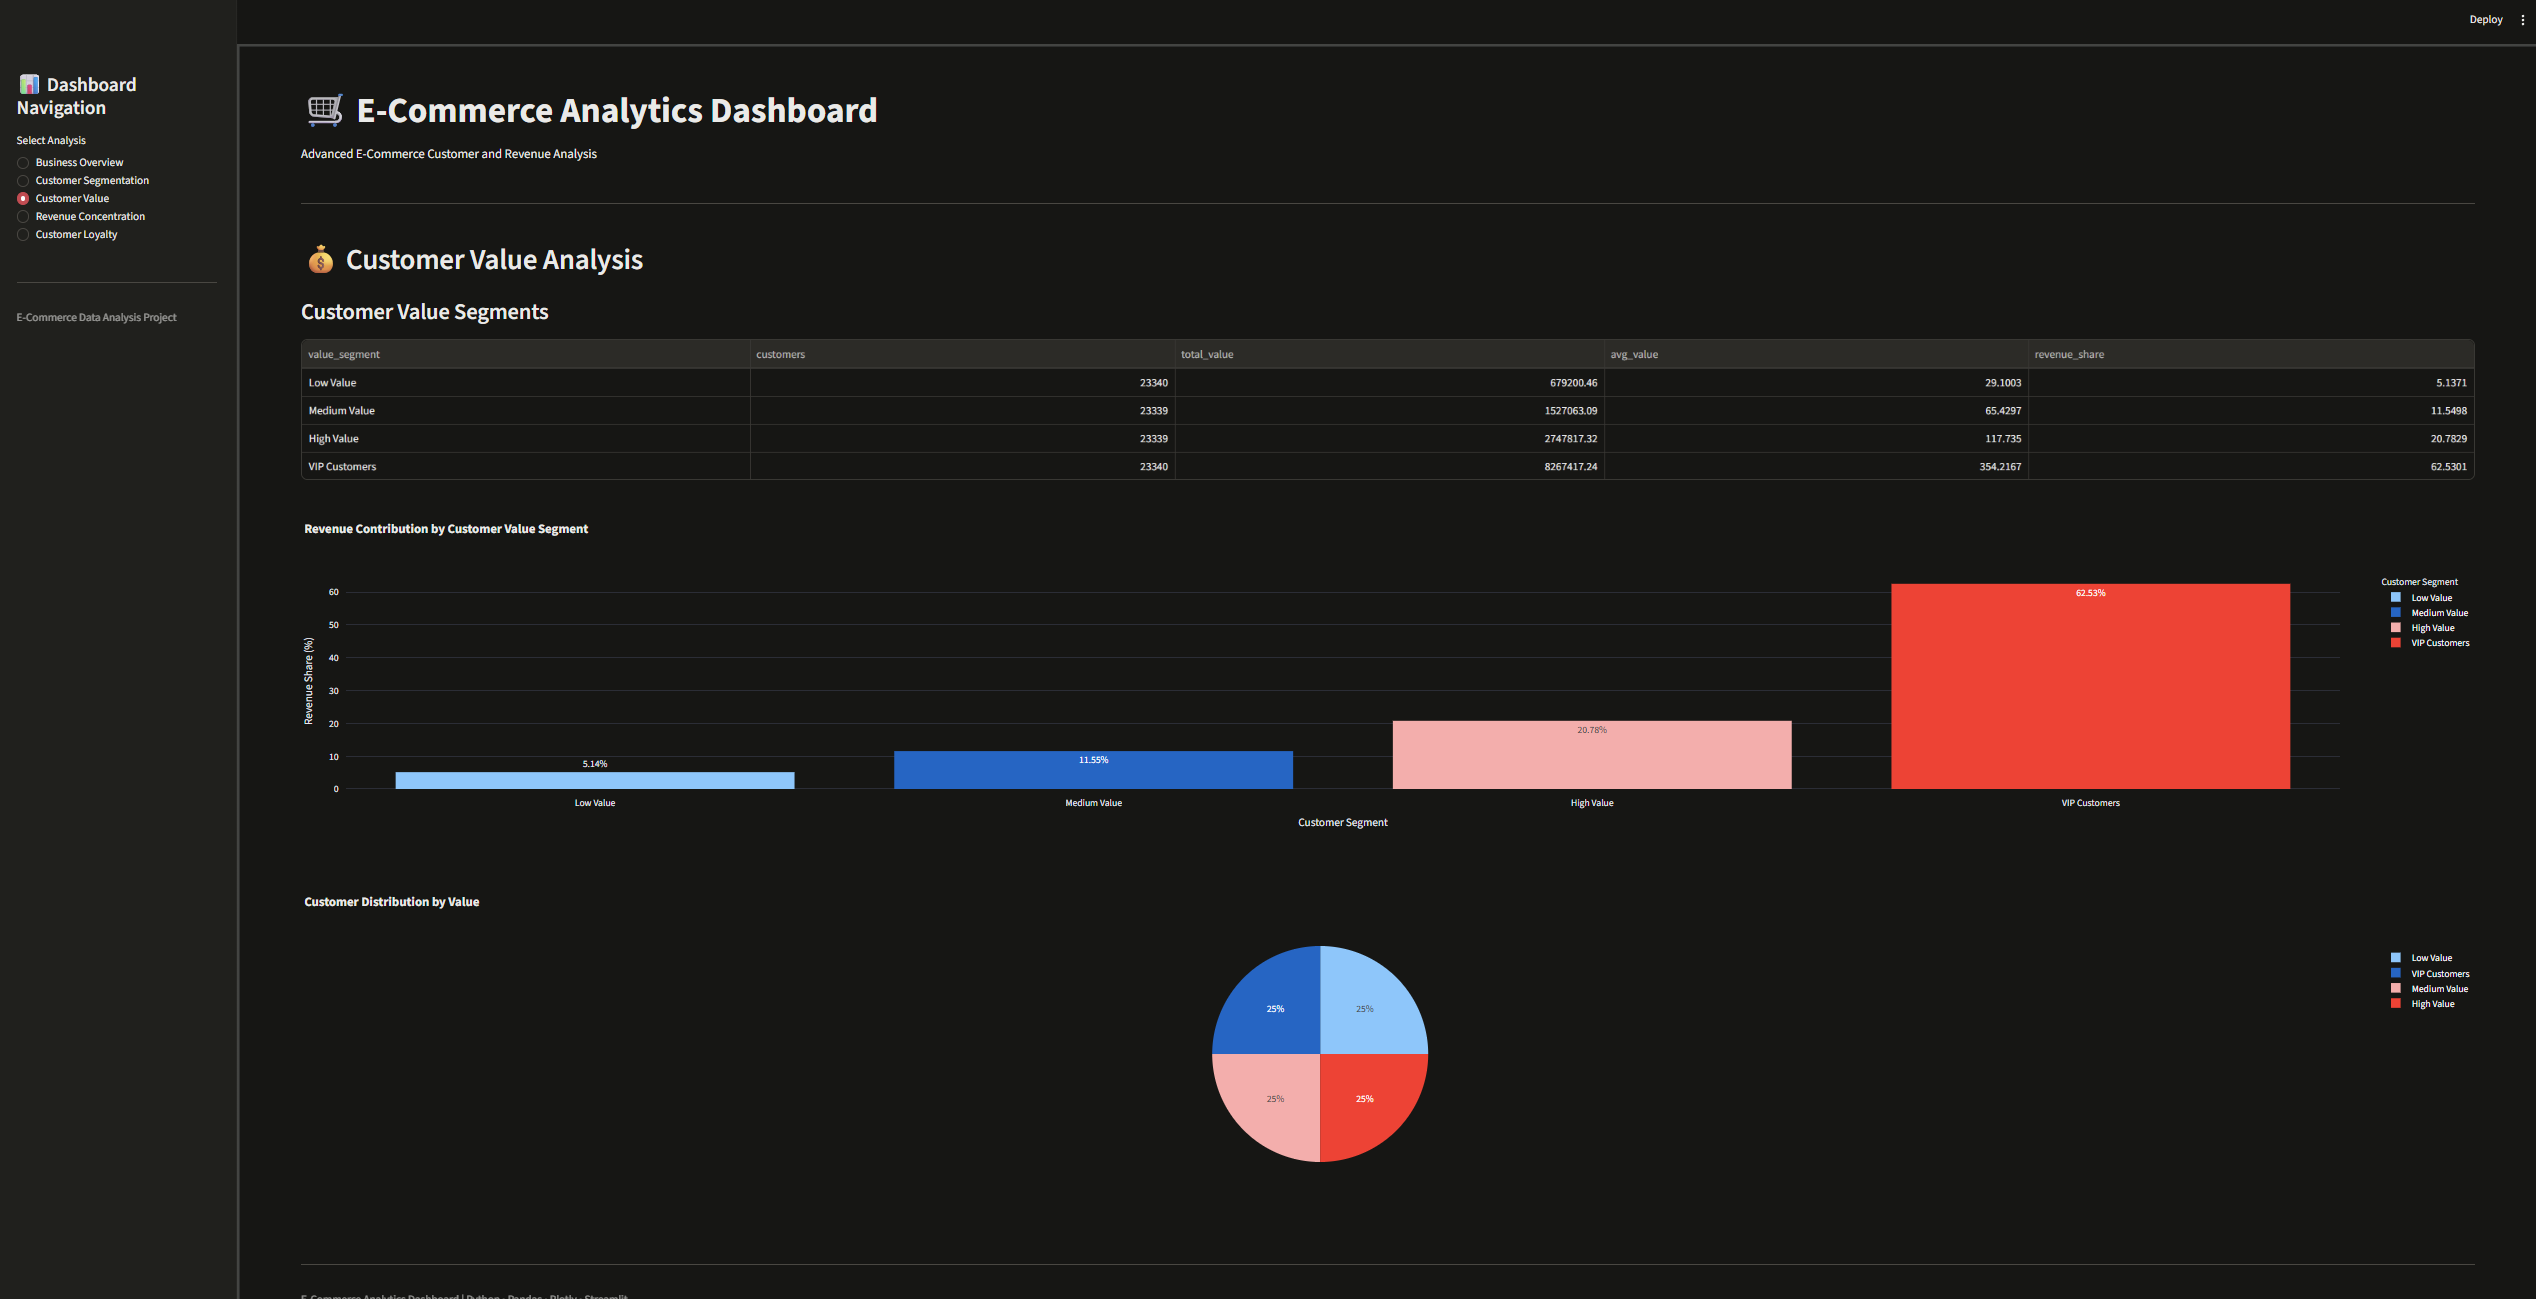 Deploy
Dashboard
Navigation
Select Analysis
Business Overview
Customer Segmentation
Customer Value
Revenue Concentration
Customer Loyalty
E-Commerce Data Analysis Project
E-Commerce Analytics Dashboard
Advanced E-Commerce Customer and Revenue Analysis
Customer Value Analysis
Customer Value Segments
value_segment customers total_value avg_value revenue_share
Low Value 23340 679200.46 29.1003 5.1371
Medium Value 23339 1527063.09 65.4297 11.5498
High Value 23339 2747817.32 117.735 20.7829
VIP Customers 23340 8267417.24 354.2167 62.5301
Revenue Contribution by Customer Value Segment
Revenue Share (%)
60
50
40
30
20
10
0
5.14%
11.55%
20.78%
62.53%
Low Value Medium Value High Value VIP Customers
Customer Segment
Customer Segment
Low Value
Medium Value
High Value
VIP Customers
Customer Distribution by Value
25% 25%
25% 25%
Low Value
VIP Customers
Medium Value
High Value
E-Commerce Analytics Dashboard | Python · Pandas · Plotly · Streamlit